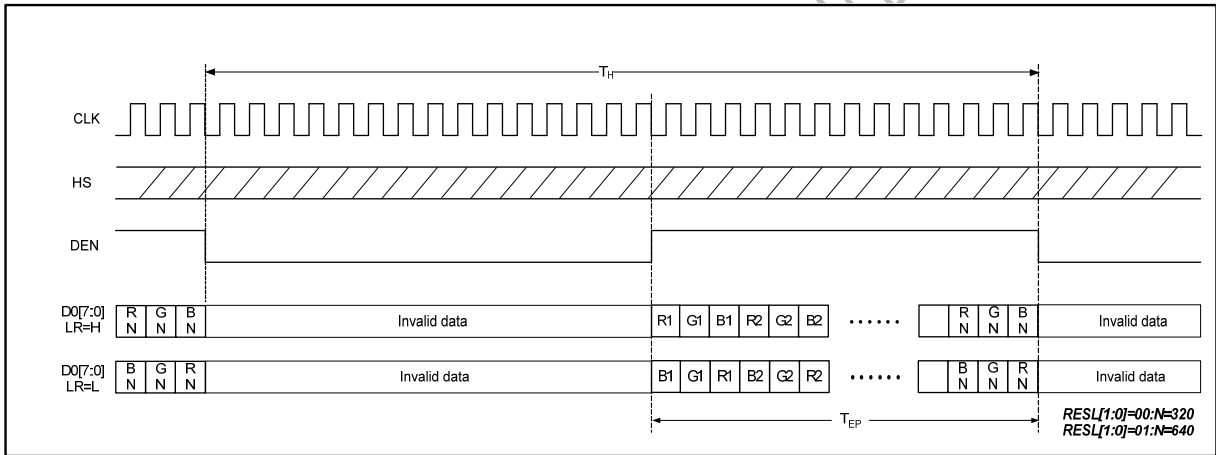 TH
CLK
HS
DEN
D0[7:0]
LR=H
R N G N B N Invalid data R1 G1 B1 R2 G2 B2 ...... R N G N B N Invalid data
D0[7:0]
LR=L
B N G N R N Invalid data B1 G1 R1 B2 G2 R2 ...... B N G N R N Invalid data
TEP
RESL[1:0]=00:N=320
RESL[1:0]=01:N=640